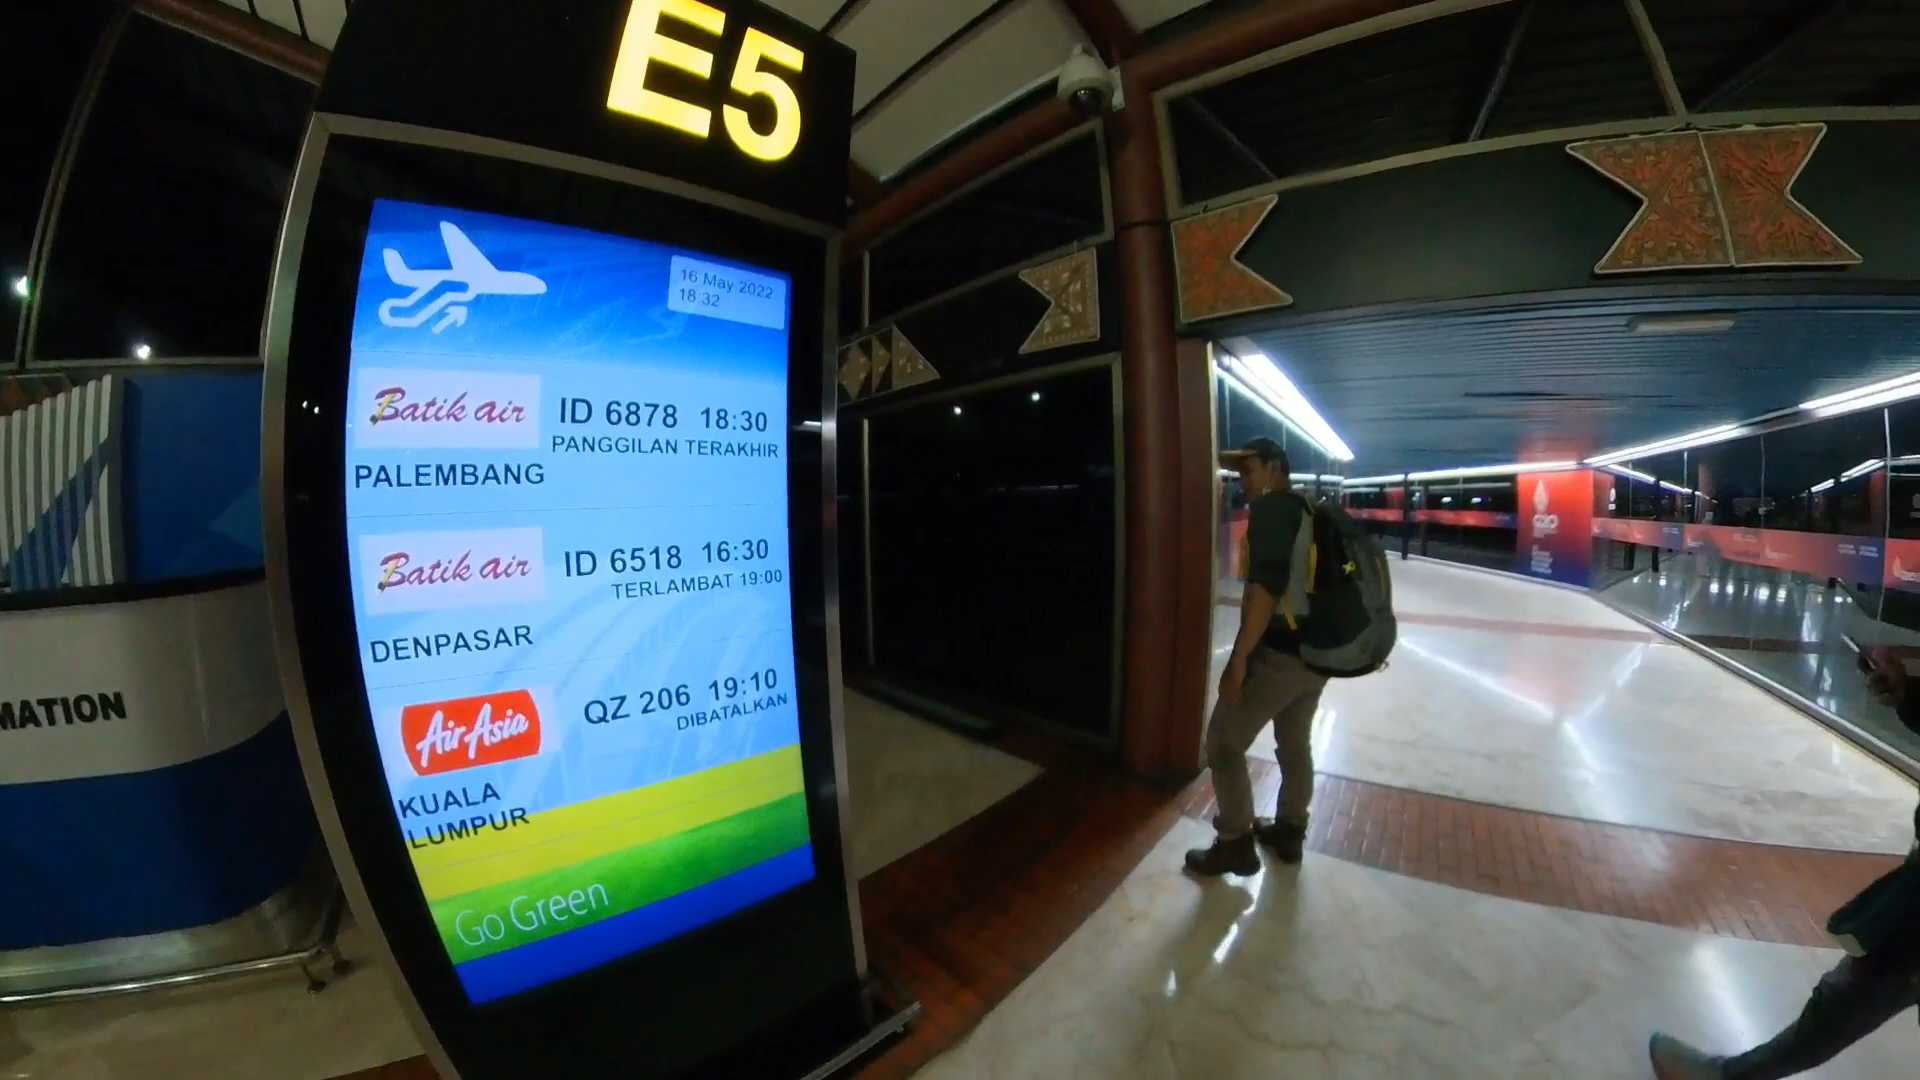 E5
16 May 2022
18:32
Batik air
ID 6878 18:30
PANGGILAN TERAKHIR
PALEMBANG
Batik air
ID 6518 16:30
TERLAMBAT 19:00
DENPASAR
AirAsia
QZ 206 19:10
DIBATALKAN
KUALA
LUMPUR
Go Green
MATION
G20